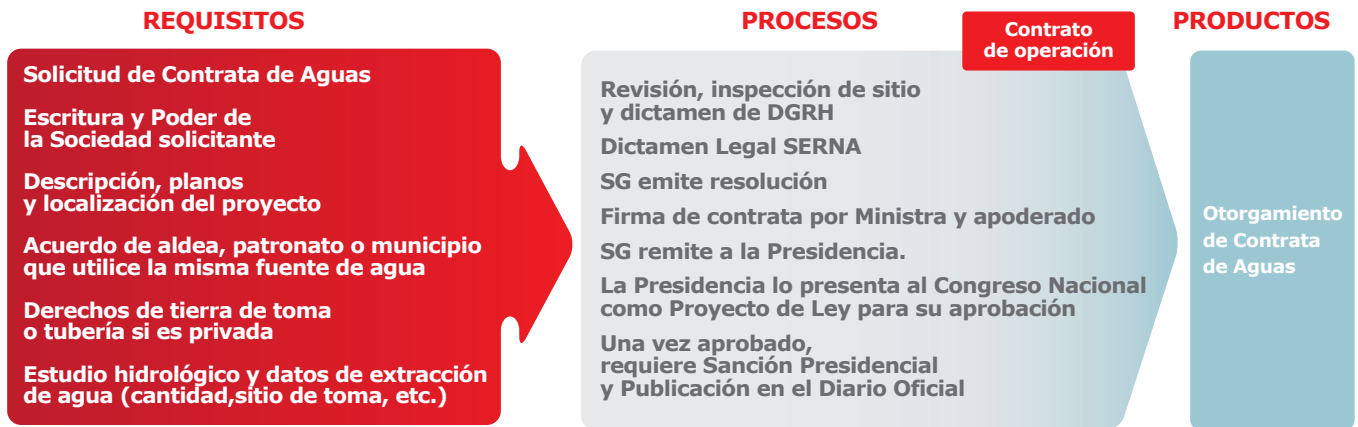 REQUISITOS
Solicitud de Contrata de Aguas
Escritura y Poder de
la Sociedad solicitante
Descripción, planos
y localización del proyecto
Acuerdo de aldea, patronato o municipio
que utilice la misma fuente de agua
Derechos de tierra de toma
o tubería si es privada
Estudio hidrológico y datos de extracción
de agua (cantidad,sitio de toma, etc.)
PROCESOS
Contrato
de operación
Revisión, inspección de sitio
y dictamen de DGRH
Dictamen Legal SERNA
SG emite resolución
Firma de contrata por Ministra y apoderado
SG remite a la Presidencia.
La Presidencia lo presenta al Congreso Nacional
como Proyecto de Ley para su aprobación
Una vez aprobado,
requiere Sanción Presidencial
y Publicación en el Diario Oficial
PRODUCTOS
Otorgamiento
de Contrata
de Aguas